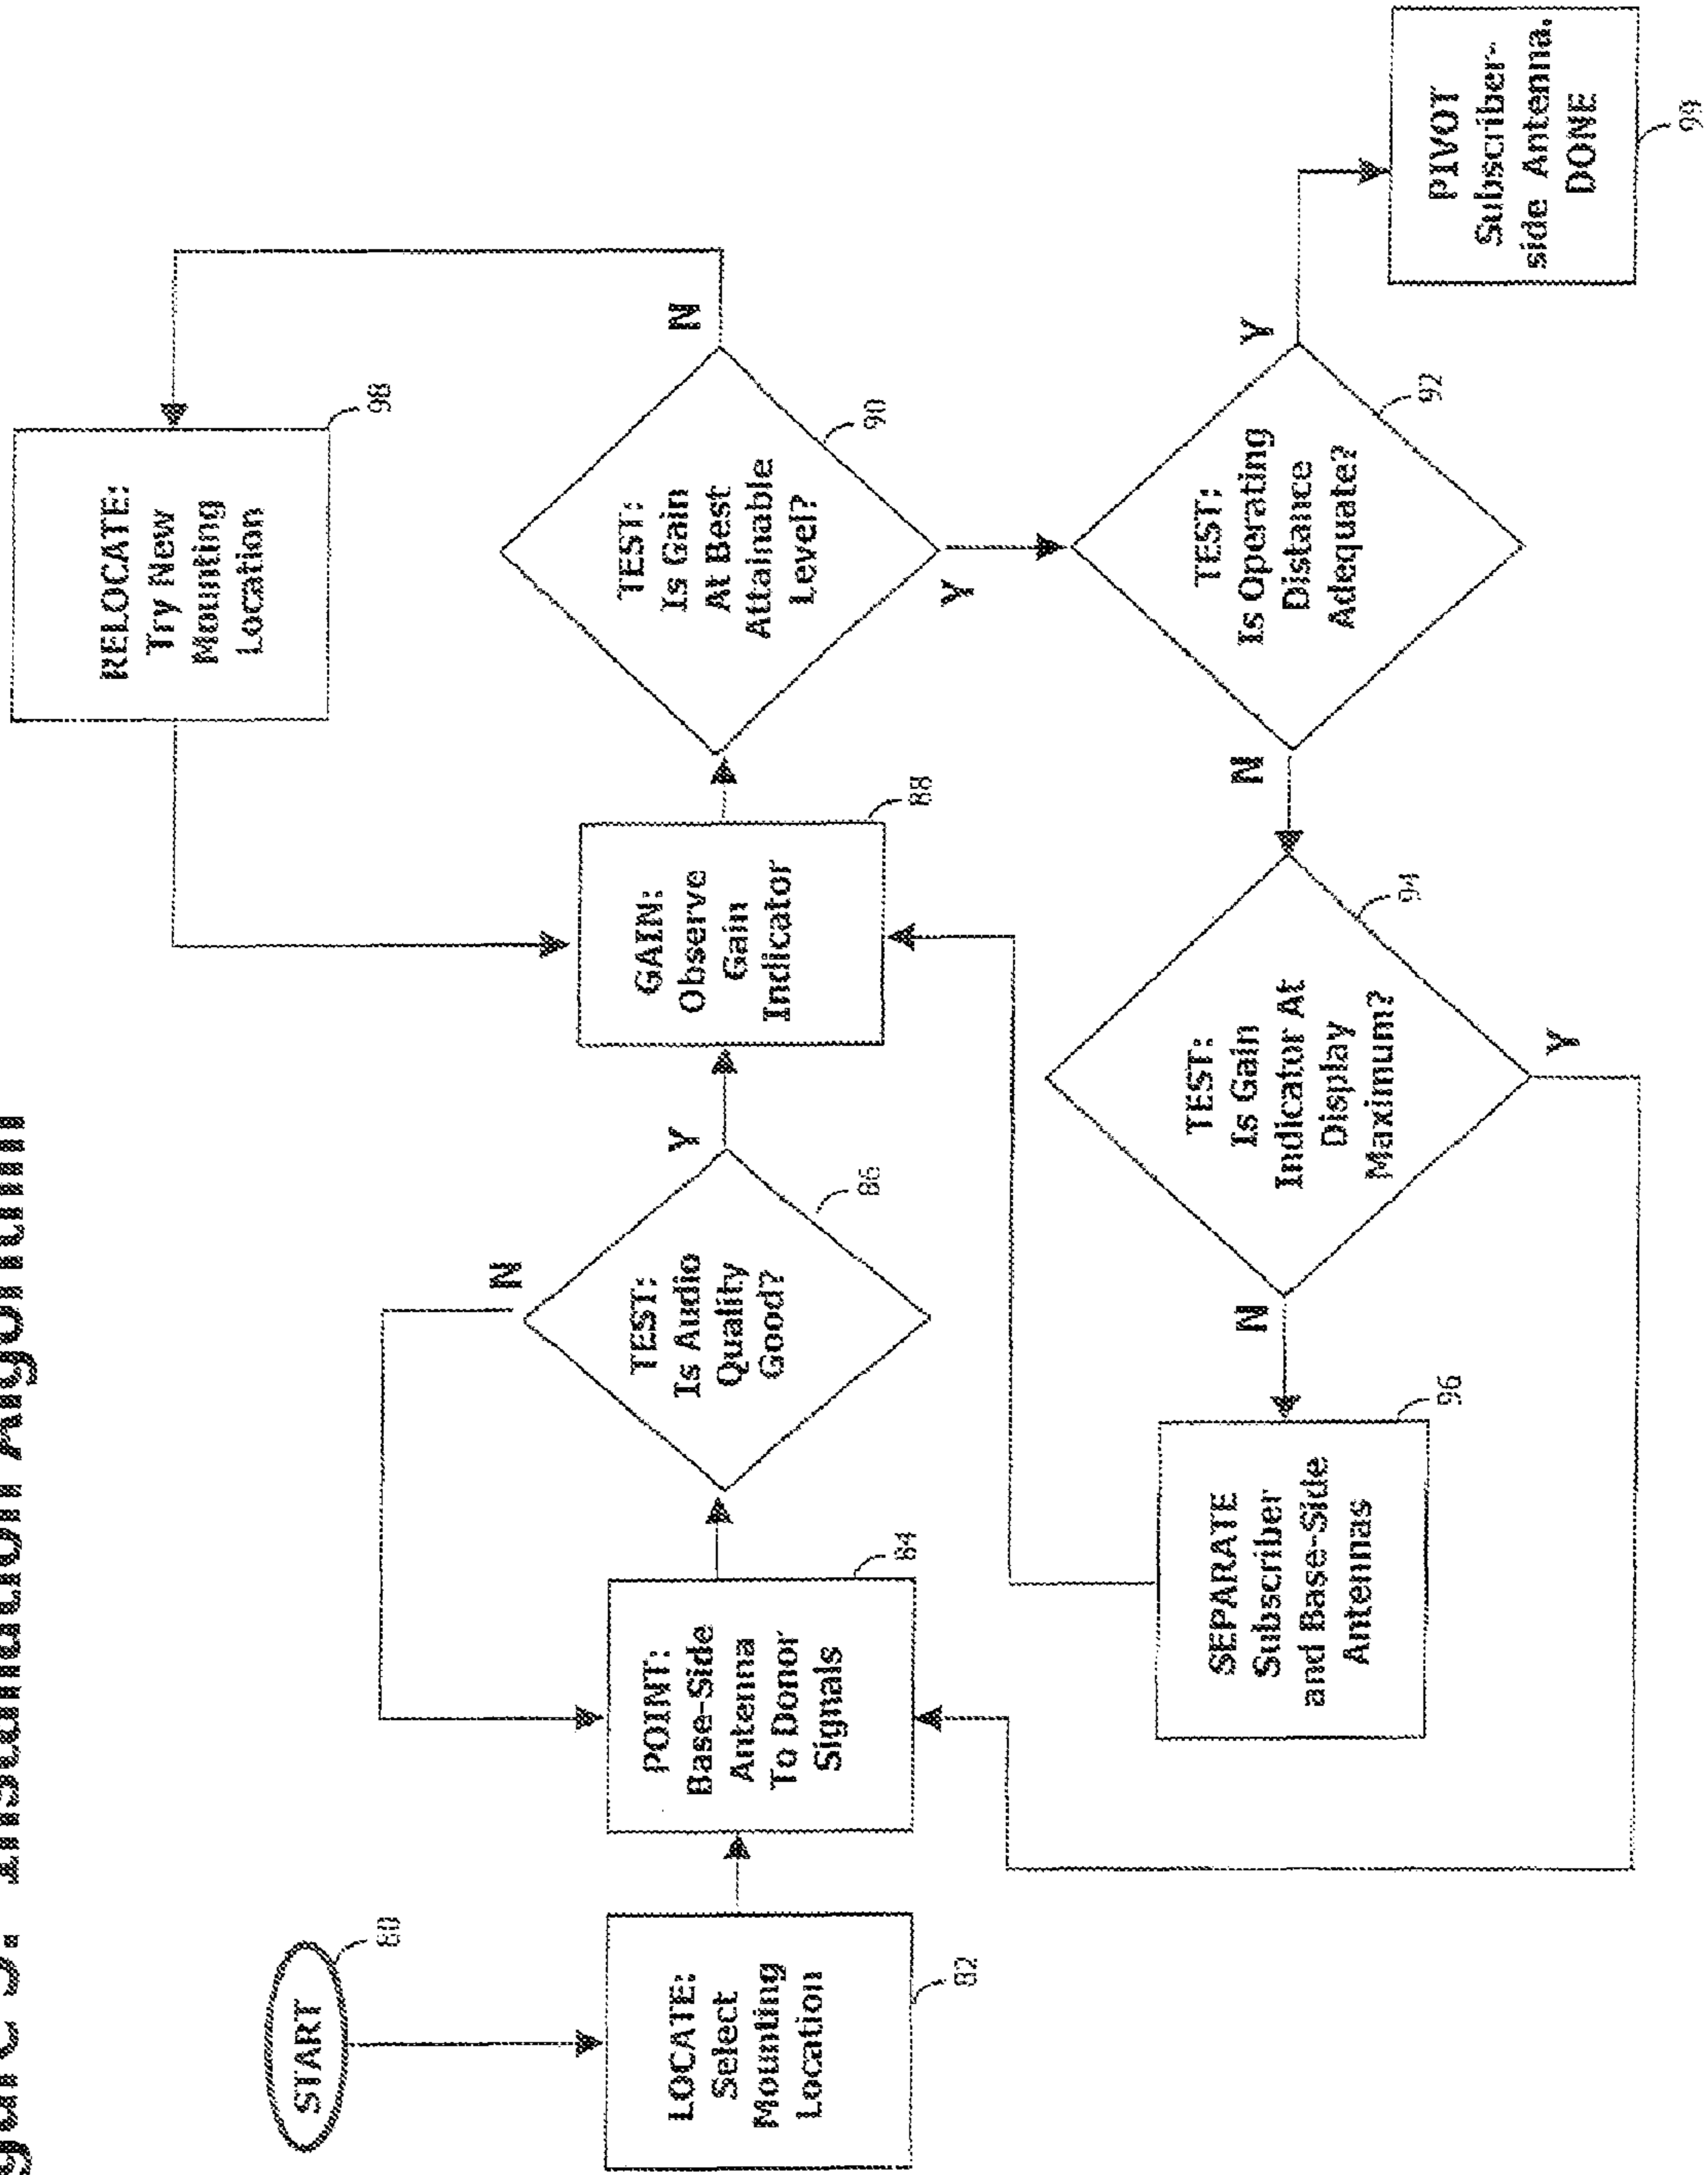 Installation Algorithm
START
80
LOCATE:
Select
Mounting
Location
82
POINT:
Base-Side
Antenna
To Donor
Signals
84
N
TEST:
Is Audio
Quality
Good?
86
Y
GAIN:
Observe
Gain
Indicator
88
RELOCATE:
Try New
Mounting
Location
98
TEST:
Is Gain
At Best
Attainable
Level?
90
N
Y
TEST:
Is Operating
Distance
Adequate?
92
N
Y
TEST:
Is Gain
Indicator At
Display
Maximum?
94
N
Y
SEPARATE
Subscriber
and Base-Side
Antennas
96
PIVOT
Subscriber-
side Antenna.
DONE
99